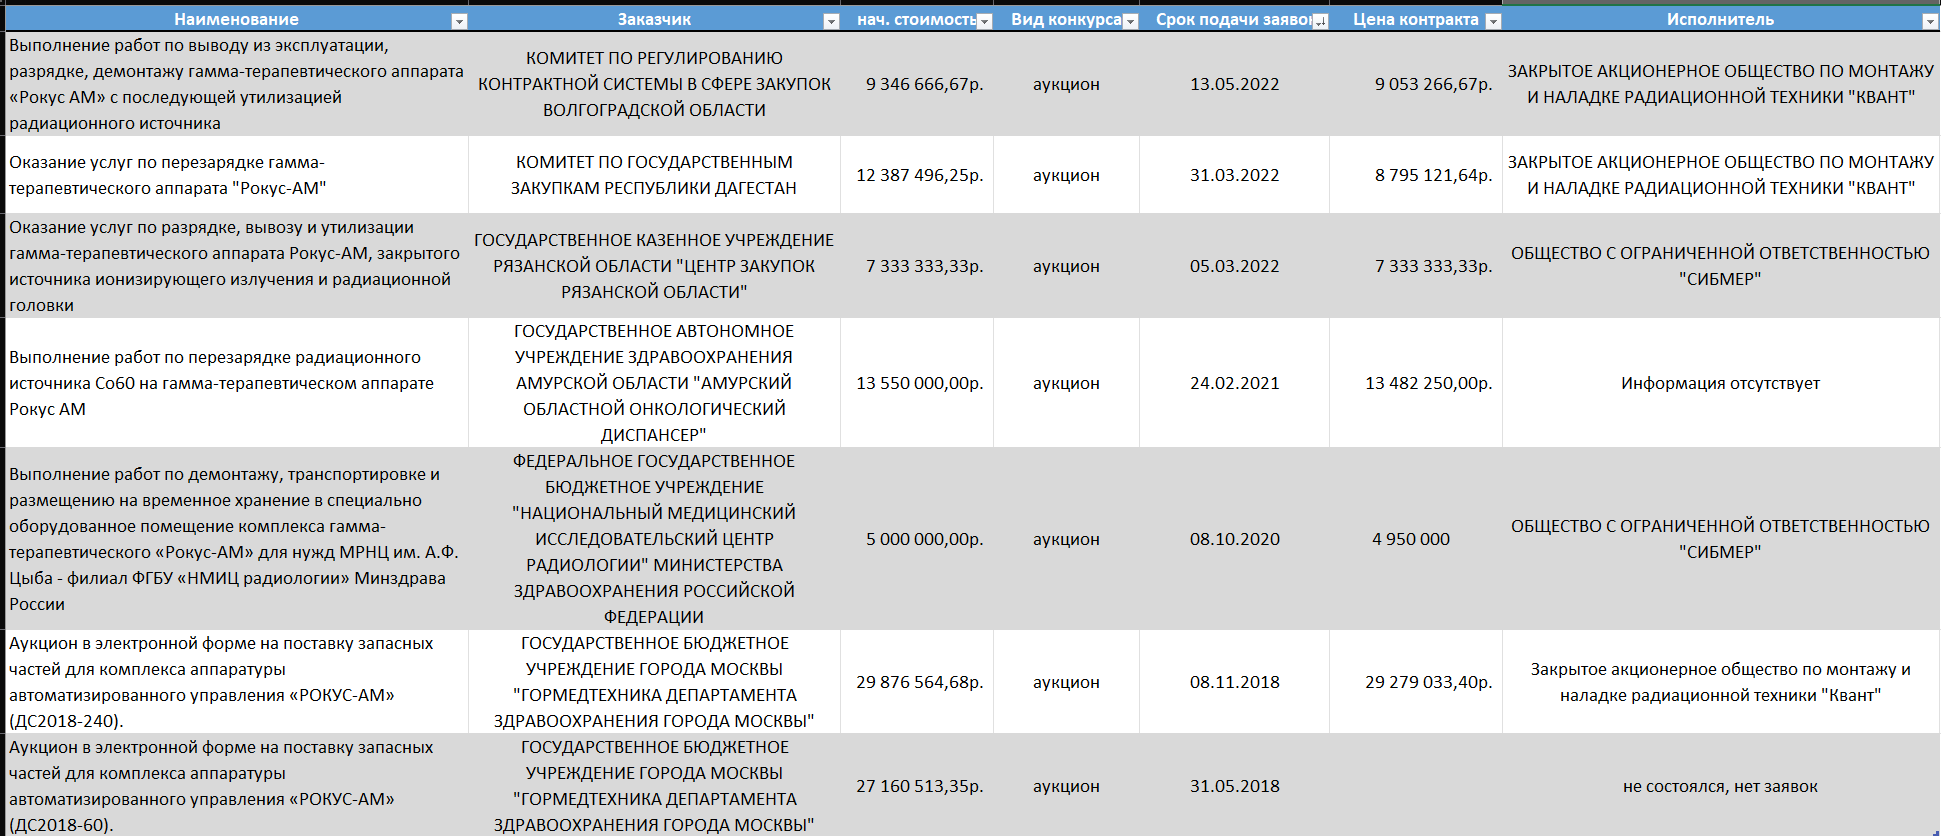 Наименование
Заказчик
нач. стоимость
Вид конкурса
Срок подачи заявок
Цена контракта
Исполнитель
Выполнение работ по выводу из эксплуатации,
разрядке, демонтажу гамма-терапевтического аппарата
«Рокус АМ» с последующей утилизацией
радиационного источника
КОМИТЕТ ПО РЕГУЛИРОВАНИЮ
КОНТРАКТНОЙ СИСТЕМЫ В СФЕРЕ ЗАКУПОК
ВОЛГОГРАДСКОЙ ОБЛАСТИ
9 346 666,67р.
аукцион
13.05.2022
9 053 266,67р.
ЗАКРЫТОЕ АКЦИОНЕРНОЕ ОБЩЕСТВО ПО МОНТАЖУ
И НАЛАДКЕ РАДИАЦИОННОЙ ТЕХНИКИ "КВАНТ"
Оказание услуг по перезарядке гамма-
терапевтического аппарата "Рокус-АМ"
КОМИТЕТ ПО ГОСУДАРСТВЕННЫМ
ЗАКУПКАМ РЕСПУБЛИКИ ДАГЕСТАН
12 387 496,25р.
аукцион
31.03.2022
8 795 121,64р.
ЗАКРЫТОЕ АКЦИОНЕРНОЕ ОБЩЕСТВО ПО МОНТАЖУ
И НАЛАДКЕ РАДИАЦИОННОЙ ТЕХНИКИ "КВАНТ"
Оказание услуг по разрядке, вывозу и утилизации
гамма-терапевтического аппарата Рокус-АМ, закрытого
источника ионизирующего излучения и радиационной
головки
ГОСУДАРСТВЕННОЕ КАЗЕННОЕ УЧРЕЖДЕНИЕ
РЯЗАНСКОЙ ОБЛАСТИ "ЦЕНТР ЗАКУПОК
РЯЗАНСКОЙ ОБЛАСТИ"
7 333 333,33р.
аукцион
05.03.2022
7 333 333,33р.
ОБЩЕСТВО С ОГРАНИЧЕННОЙ ОТВЕТСТВЕННОСТЬЮ
"СИБМЕР"
Выполнение работ по перезарядке радиационного
источника Co60 на гамма-терапевтическом аппарате
Рокус АМ
ГОСУДАРСТВЕННОЕ АВТОНОМНОЕ
УЧРЕЖДЕНИЕ ЗДРАВООХРАНЕНИЯ
АМУРСКОЙ ОБЛАСТИ "АМУРСКИЙ
ОБЛАСТНОЙ ОНКОЛОГИЧЕСКИЙ
ДИСПАНСЕР"
13 550 000,00р.
аукцион
24.02.2021
13 482 250,00р.
Информация отсутствует
Выполнение работ по демонтажу, транспортировке и
размещению на временное хранение в специально
оборудованное помещение комплекса гамма-
терапевтического «Рокус-АМ» для нужд МРНЦ им. А.Ф.
Цыба - филиал ФГБУ «НМИЦ радиологии» Минздрава
России
ФЕДЕРАЛЬНОЕ ГОСУДАРСТВЕННОЕ
БЮДЖЕТНОЕ УЧРЕЖДЕНИЕ
"НАЦИОНАЛЬНЫЙ МЕДИЦИНСКИЙ
ИССЛЕДОВАТЕЛЬСКИЙ ЦЕНТР
РАДИОЛОГИИ" МИНИСТЕРСТВА
ЗДРАВООХРАНЕНИЯ РОССИЙСКОЙ
ФЕДЕРАЦИИ
5 000 000,00р.
аукцион
08.10.2020
4 950 000
ОБЩЕСТВО С ОГРАНИЧЕННОЙ ОТВЕТСТВЕННОСТЬЮ
"СИБМЕР"
Аукцион в электронной форме на поставку запасных
частей для комплекса аппаратуры
автоматизированного управления «РОКУС-АМ»
(ДС2018-240).
ГОСУДАРСТВЕННОЕ БЮДЖЕТНОЕ
УЧРЕЖДЕНИЕ ГОРОДА МОСКВЫ
"ГОРМЕДТЕХНИКА ДЕПАРТАМЕНТА
ЗДРАВООХРАНЕНИЯ ГОРОДА МОСКВЫ"
29 876 564,68р.
аукцион
08.11.2018
29 279 033,40р.
Закрытое акционерное общество по монтажу и
наладке радиационной техники "Квант"
Аукцион в электронной форме на поставку запасных
частей для комплекса аппаратуры
автоматизированного управления «РОКУС-АМ»
(ДС2018-60).
ГОСУДАРСТВЕННОЕ БЮДЖЕТНОЕ
УЧРЕЖДЕНИЕ ГОРОДА МОСКВЫ
"ГОРМЕДТЕХНИКА ДЕПАРТАМЕНТА
ЗДРАВООХРАНЕНИЯ ГОРОДА МОСКВЫ"
27 160 513,35р.
аукцион
31.05.2018
не состоялся, нет заявок